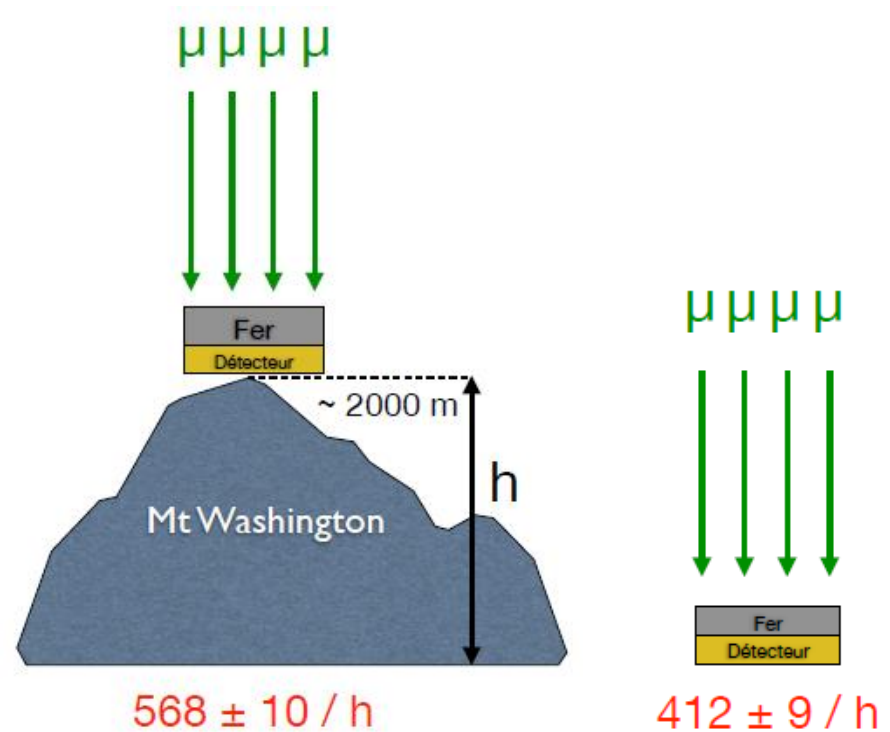 μ μ μ μ
Fer
Détecteur
~ 2000 m
h
Mt Washington
568 ± 10 / h
μ μ μ μ
Fer
Détecteur
412 ± 9 / h